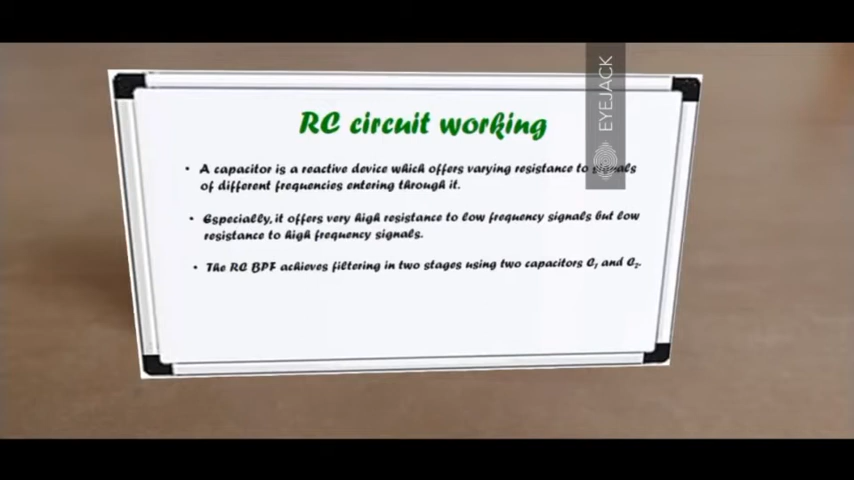 RC circuit working
EYEJACK
• A capacitor is a reactive device which offers varying resistance to signals
of different frequencies entering through it.
• Especially, it offers very high resistance to low frequency signals but low
resistance to high frequency signals.
• The RC BPF achieves filtering in two stages using two capacitors C₁ and C₂.